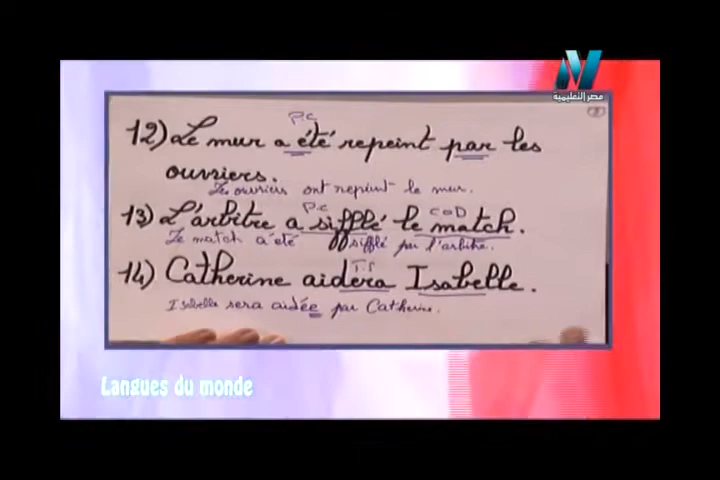 مصر التعليمية
P.C
12) Le mur a été repeint par les
ouvriers.
Les ouvriers ont repeint le mur.
P.C COD
13) L'arbitre a sifflé le match.
Le match a été sifflé par l'arbitre.
F.S
14) Catherine aidera Isabelle.
Isabelle sera aidée par Catherine.
Langues du monde